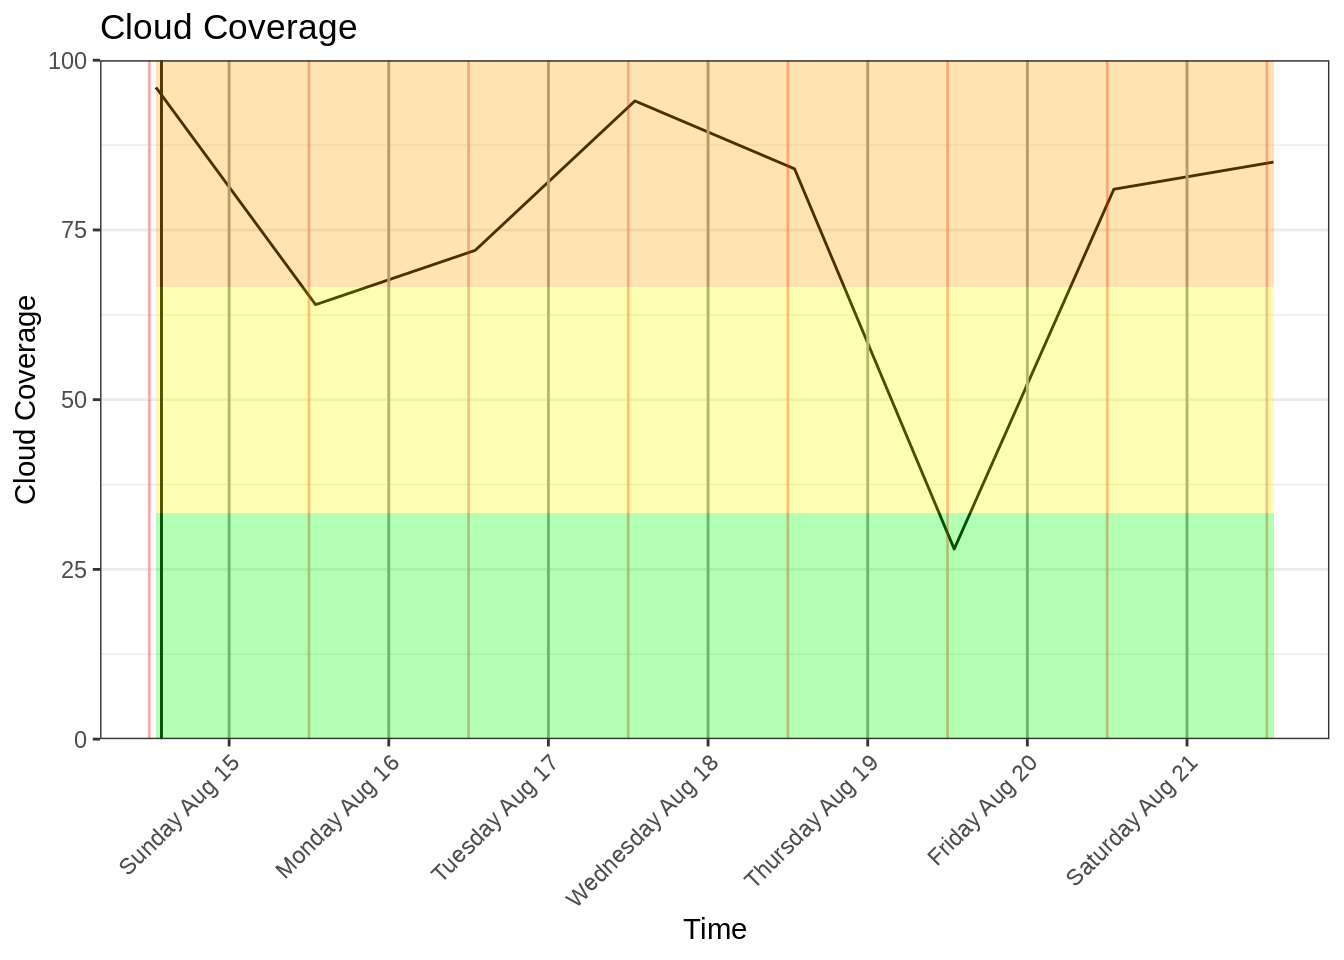 Cloud Coverage
Cloud Coverage
100
75
50
25
0
Sunday Aug 15
Monday Aug 16
Tuesday Aug 17
Wednesday Aug 18
Thursday Aug 19
Friday Aug 20
Saturday Aug 21
Time